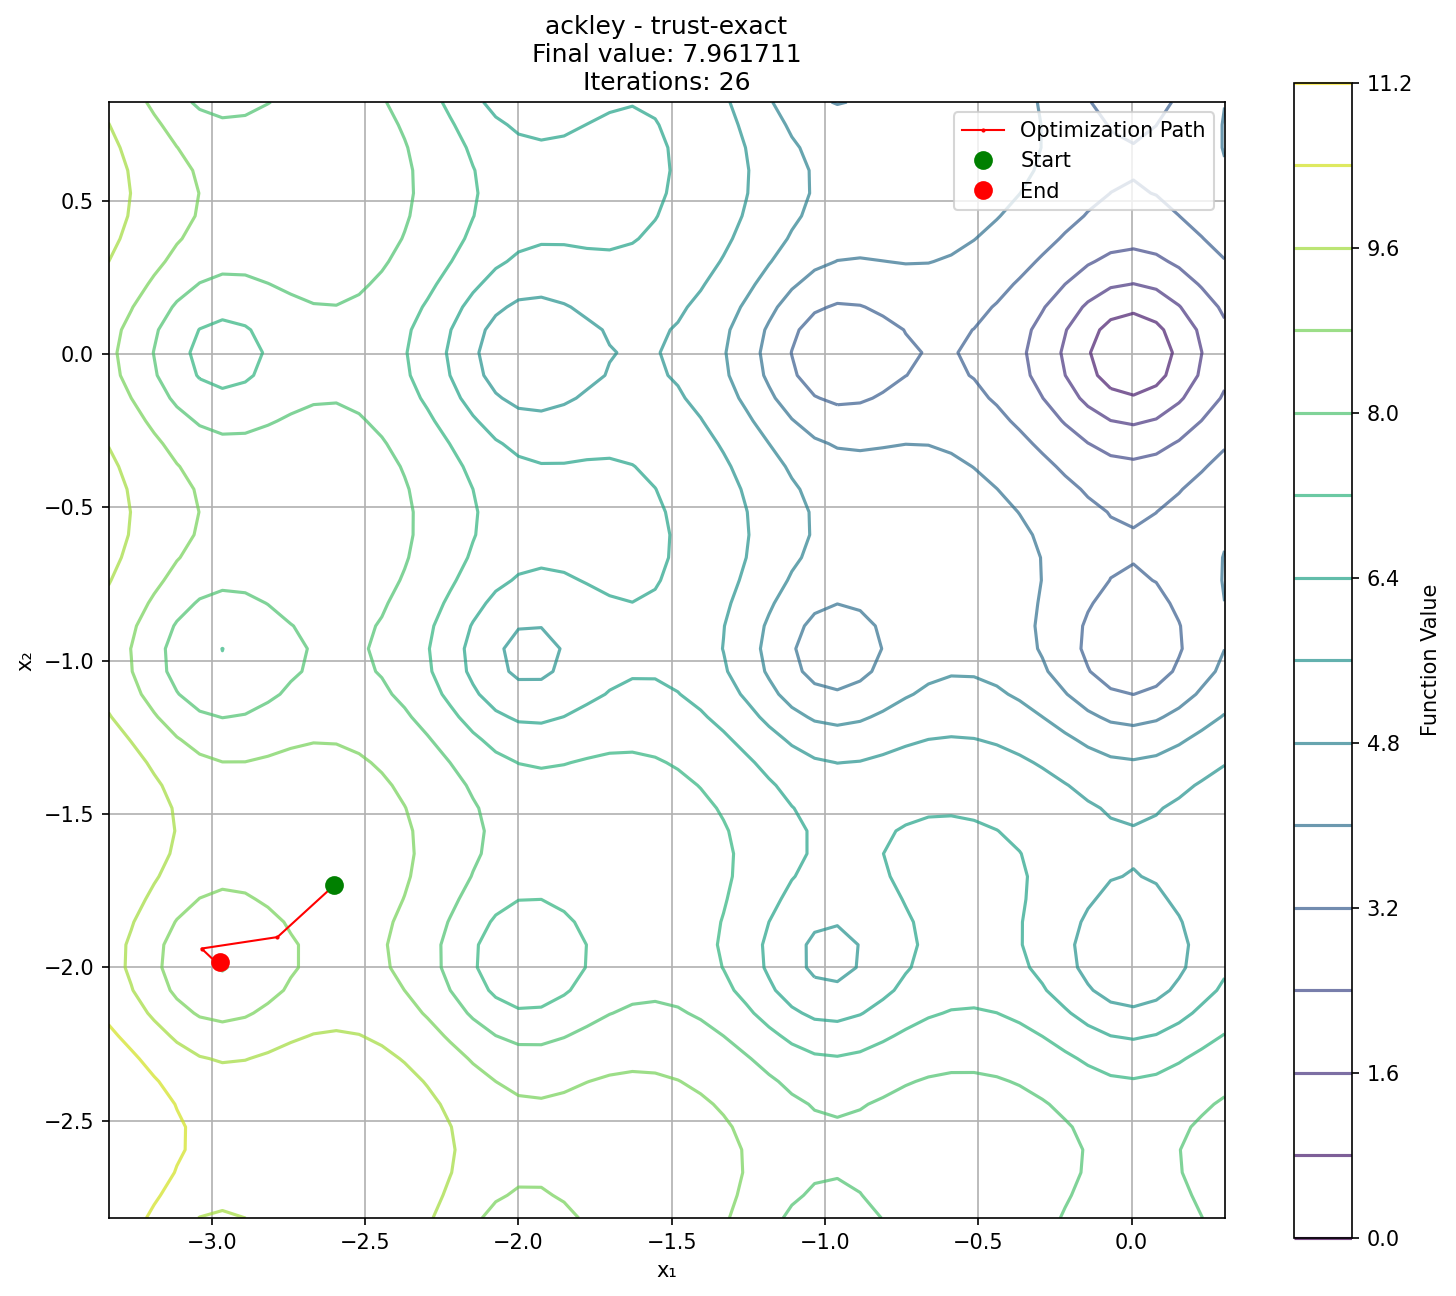 ackley - trust-exact
Final value: 7.961711
Iterations: 26
Optimization Path
Start
End
11.2
9.6
8.0
6.4
4.8
3.2
1.6
0.0
Function Value
0.5
0.0
−0.5
−1.0
−1.5
−2.0
−2.5
x₂
−3.0
−2.5
−2.0
−1.5
−1.0
−0.5
0.0
x₁